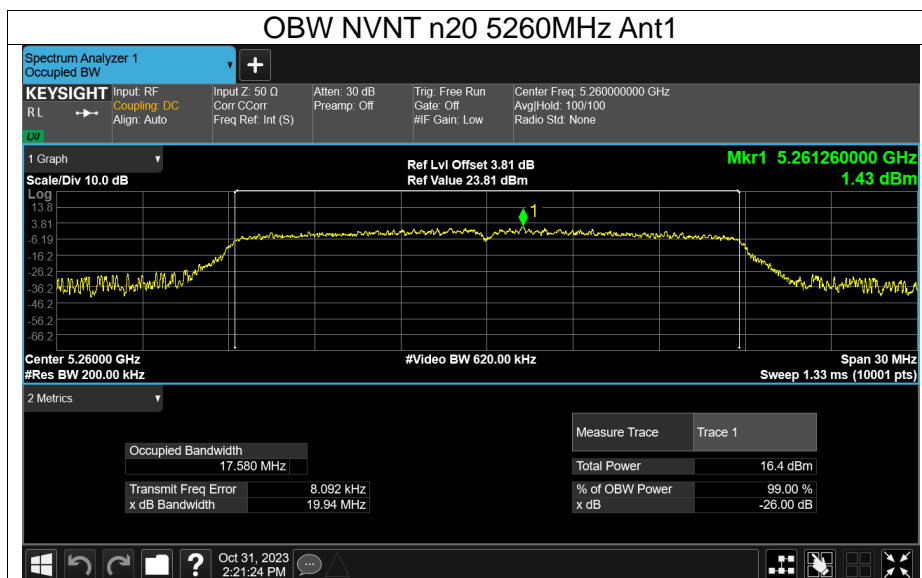 OBW NVNT n20 5260MHz Ant1
Spectrum Analyzer 1
Occupied BW
+
KEYSIGHT
R L
LXI
Input: RF
Coupling: DC
Align: Auto
Input Z: 50 Ω
Corr CCorr
Freq Ref: Int (S)
Atten: 30 dB
Preamp: Off
Trig: Free Run
Gate: Off
#IF Gain: Low
Center Freq: 5.260000000 GHz
Avg|Hold: 100/100
Radio Std: None
1 Graph
Scale/Div 10.0 dB
Ref Lvl Offset 3.81 dB
Ref Value 23.81 dBm
Mkr1 5.261260000 GHz
1.43 dBm
Log
13.8
3.81
-6.19
-16.2
-26.2
-36.2
-46.2
-56.2
-66.2
1
Center 5.26000 GHz
#Res BW 200.00 kHz
#Video BW 620.00 kHz
Span 30 MHz
Sweep 1.33 ms (10001 pts)
2 Metrics
Measure Trace Trace 1
Occupied Bandwidth
17.580 MHz
Total Power 16.4 dBm
Transmit Freq Error 8.092 kHz
% of OBW Power 99.00 %
x dB Bandwidth 19.94 MHz
x dB -26.00 dB
?
Oct 31, 2023
2:21:24 PM